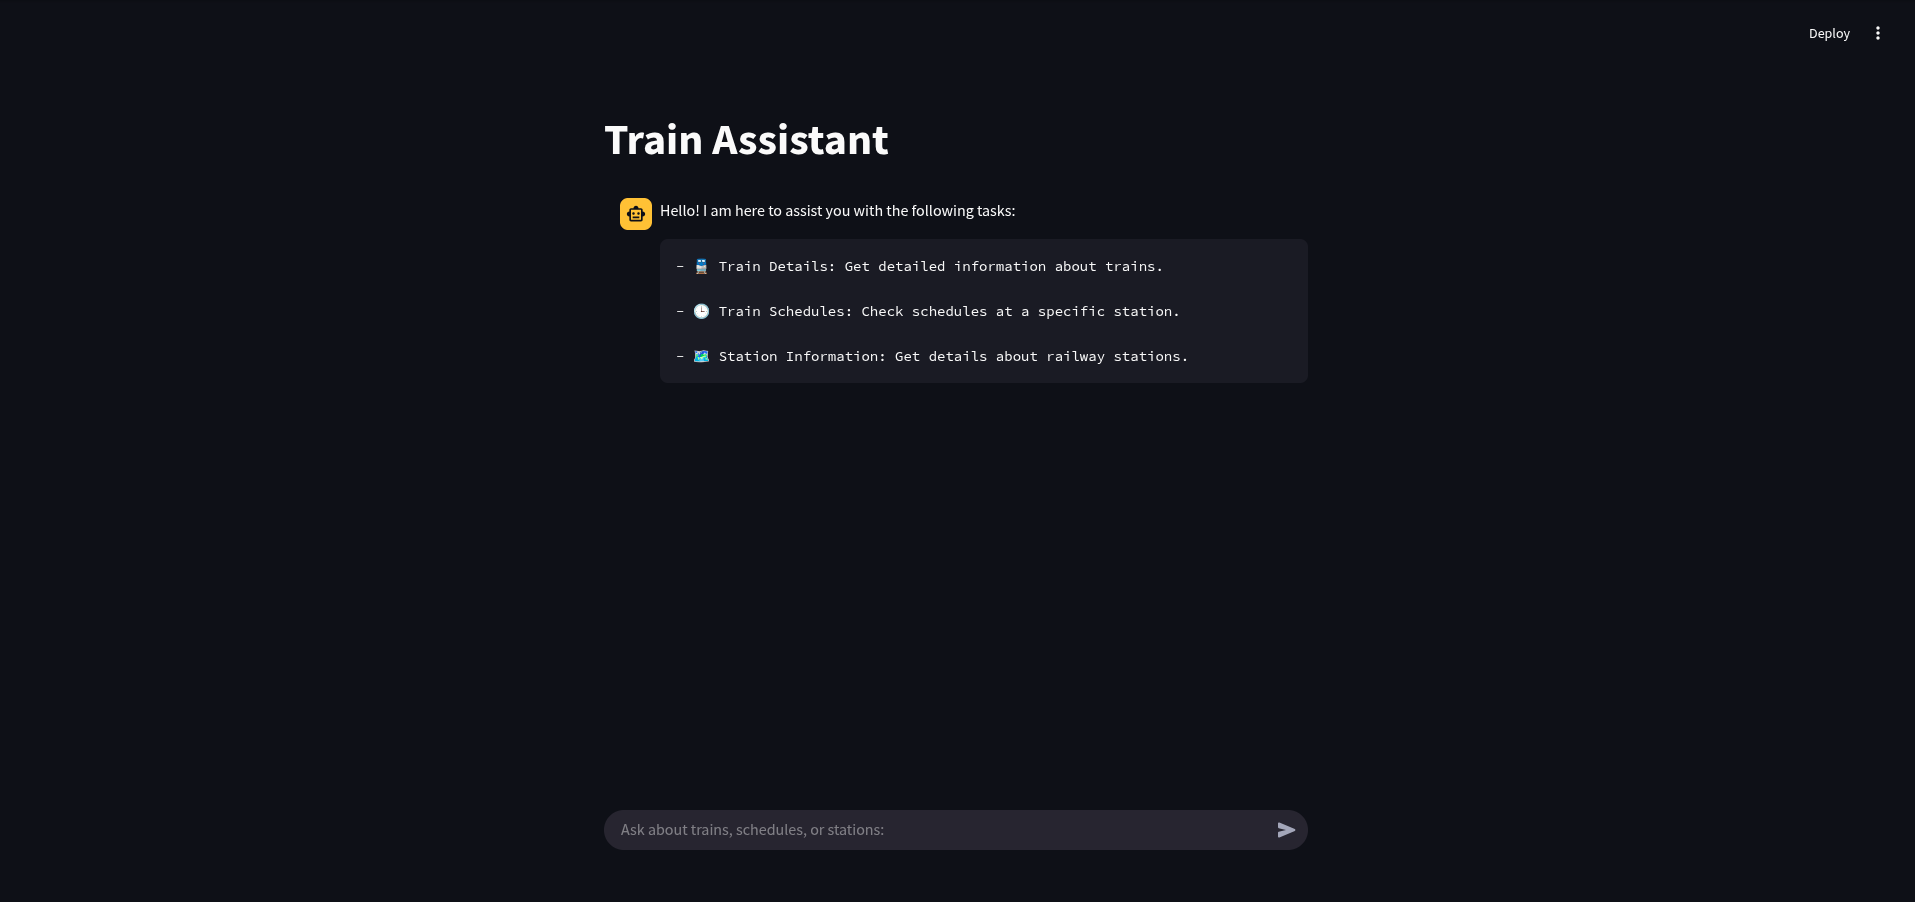 Deploy
Train Assistant
Hello! I am here to assist you with the following tasks:
- 🚆 Train Details: Get detailed information about trains.
- 🕒 Train Schedules: Check schedules at a specific station.
- 🗺️ Station Information: Get details about railway stations.
Ask about trains, schedules, or stations: